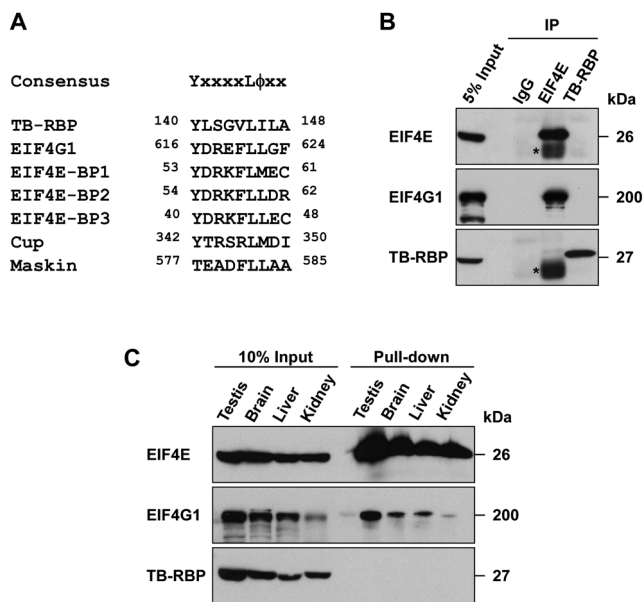 A
Consensus YxxxxLϕxx
TB-RBP 140 YLSGVLILA 148
EIF4G1 616 YDREFLLGF 624
EIF4E-BP1 53 YDRKFLMEC 61
EIF4E-BP2 54 YDRKFLLDR 62
EIF4E-BP3 40 YDRKFLLEC 48
Cup 342 YTRSRLMDI 350
Maskin 577 TEADFLLAA 585
B
IP
5% Input IgG EIF4E TB-RBP kDa
EIF4E * 26
EIF4G1 200
TB-RBP * 27
C
10% Input Pull-down
Testis Brain Liver Kidney Testis Brain Liver Kidney kDa
EIF4E 26
EIF4G1 200
TB-RBP 27